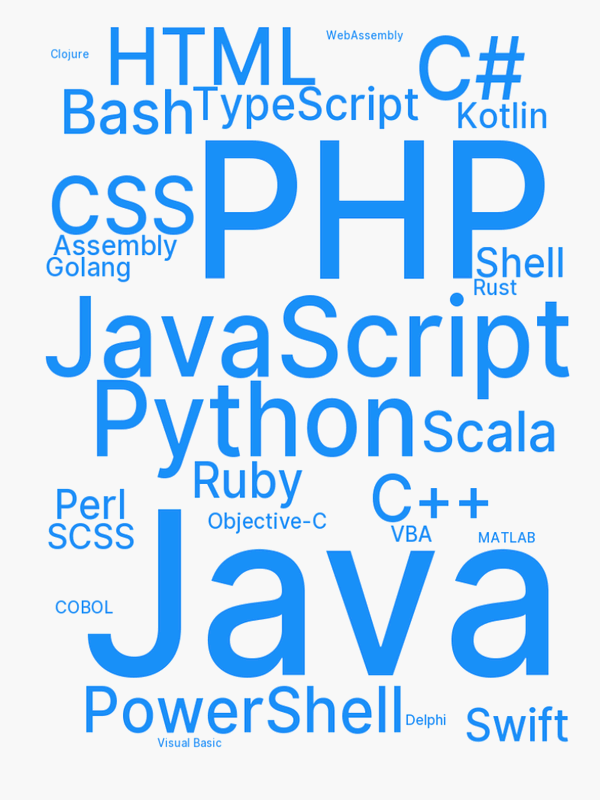 HTML
WebAssembly
Clojure
C#
Bash
TypeScript
Kotlin
PHP
CSS
Assembly
Golang
Shell
Rust
JavaScript
Python
Scala
Ruby
Perl
C++
Objective-C
SCSS
VBA
MATLAB
Java
COBOL
PowerShell
Delphi
Swift
Visual Basic